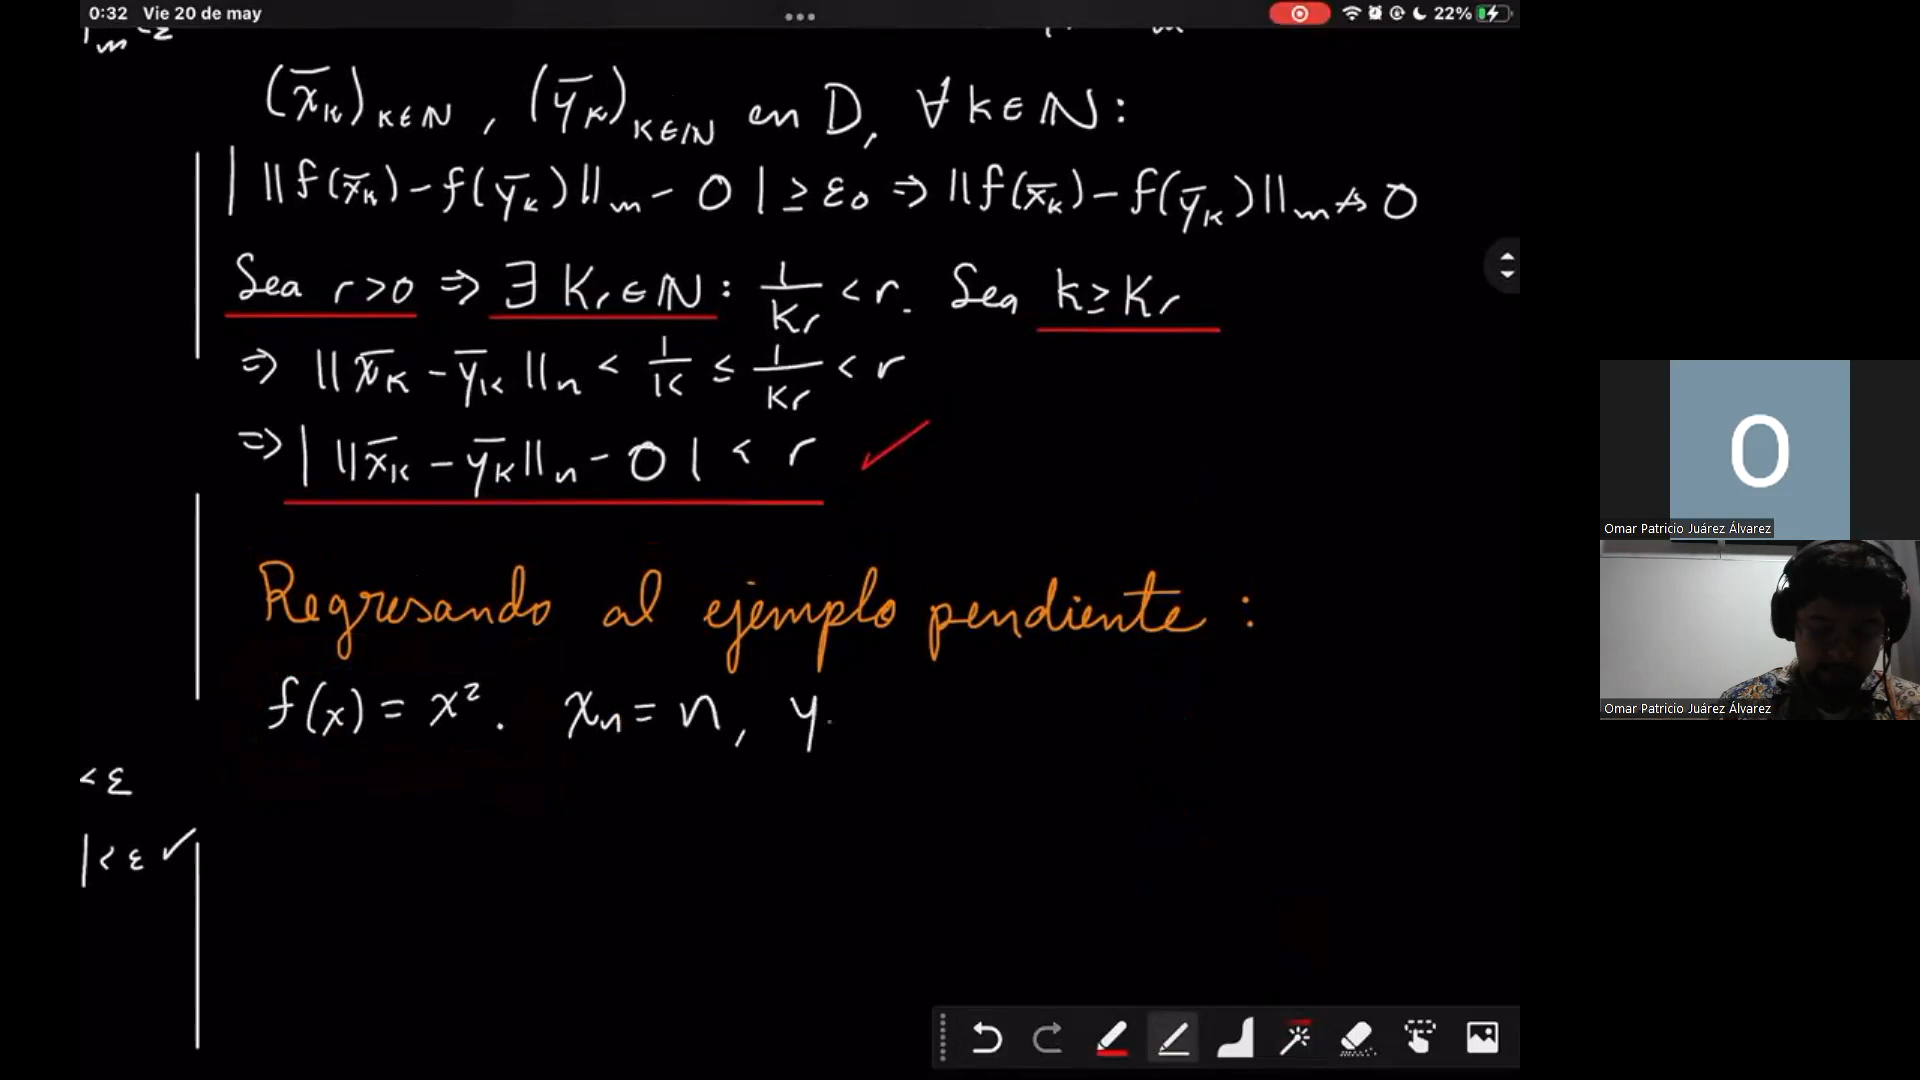 0:32 Vie 20 de may
22%
(x̄ₖ)ₖ∈ℕ , (ȳₖ)ₖ∈ℕ en D, ∀ k ∈ ℕ :
| ||f(x̄ₖ) - f(ȳₖ)||ₘ - 0 | ≥ ε₀ ⇒ ||f(x̄ₖ) - f(ȳₖ)||ₘ ↛ 0
Sea r>0 ⇒ ∃ Kᵣ ∈ ℕ : 1/Kᵣ < r. Sea k ≥ Kᵣ
⇒ ||x̄ₖ - ȳₖ||ₙ < 1/k ≤ 1/Kᵣ < r
⇒ | ||x̄ₖ - ȳₖ||ₙ - 0 | < r ✓
Regresando al ejemplo pendiente :
f(x) = x² . xₙ = n, y
< ε
|< ε ✓
O
Omar Patricio Juárez Álvarez
Omar Patricio Juárez Álvarez